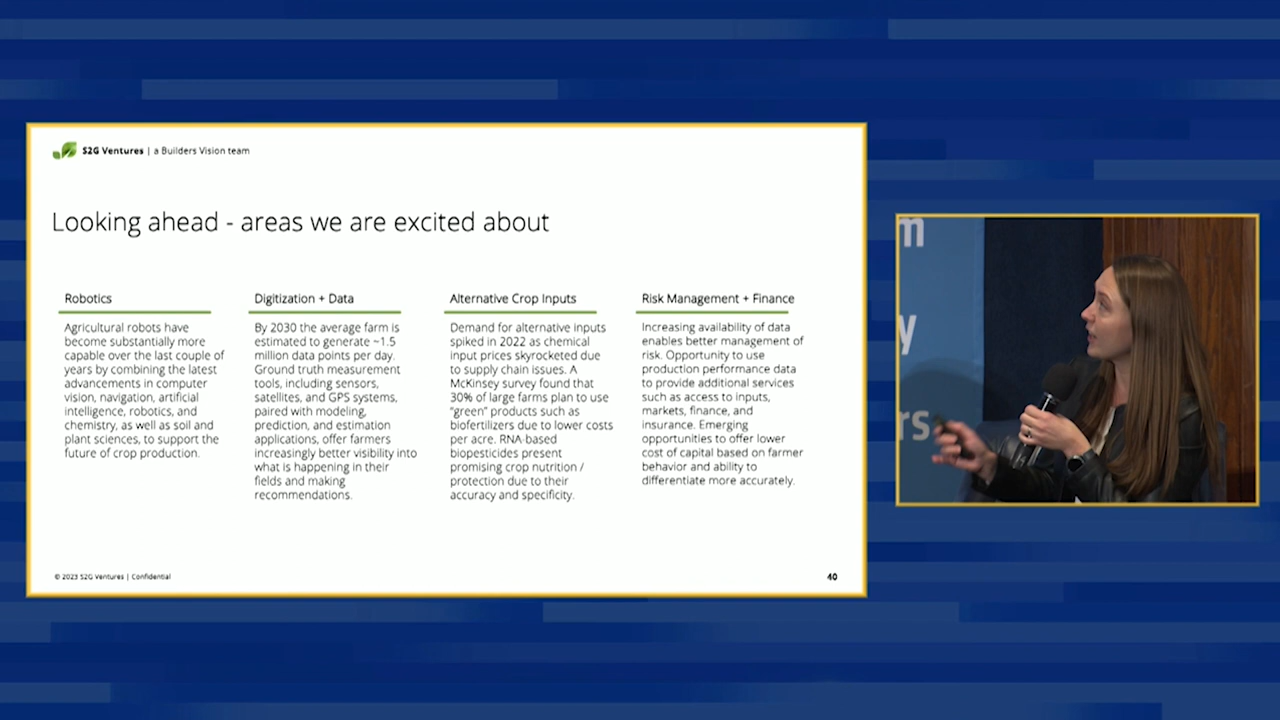 S2G Ventures | a Builders Vision team
Looking ahead - areas we are excited about
Robotics
Agricultural robots have
become substantially more
capable over the last couple of
years by combining the latest
advancements in computer
vision, navigation, artificial
intelligence, robotics, and
chemistry, as well as soil and
plant sciences, to support the
future of crop production.
Digitization + Data
By 2030 the average farm is
estimated to generate ~1.5
million data points per day.
Ground truth measurement
tools, including sensors,
satellites, and GPS systems,
paired with modeling,
prediction, and estimation
applications, offer farmers
increasingly better visibility into
what is happening in their
fields and making
recommendations.
Alternative Crop Inputs
Demand for alternative inputs
spiked in 2022 as chemical
input prices skyrocketed due
to supply chain issues. A
McKinsey survey found that
30% of large farms plan to use
“green” products such as
biofertilizers due to lower costs
per acre. RNA-based
biopesticides present
promising crop nutrition /
protection due to their
accuracy and specificity.
Risk Management + Finance
Increasing availability of data
enables better management of
risk. Opportunity to use
production performance data
to provide additional services
such as access to inputs,
markets, finance, and
insurance. Emerging
opportunities to offer lower
cost of capital based on farmer
behavior and ability to
differentiate more accurately.
© 2023 S2G Ventures | Confidential
40
m
y
rs